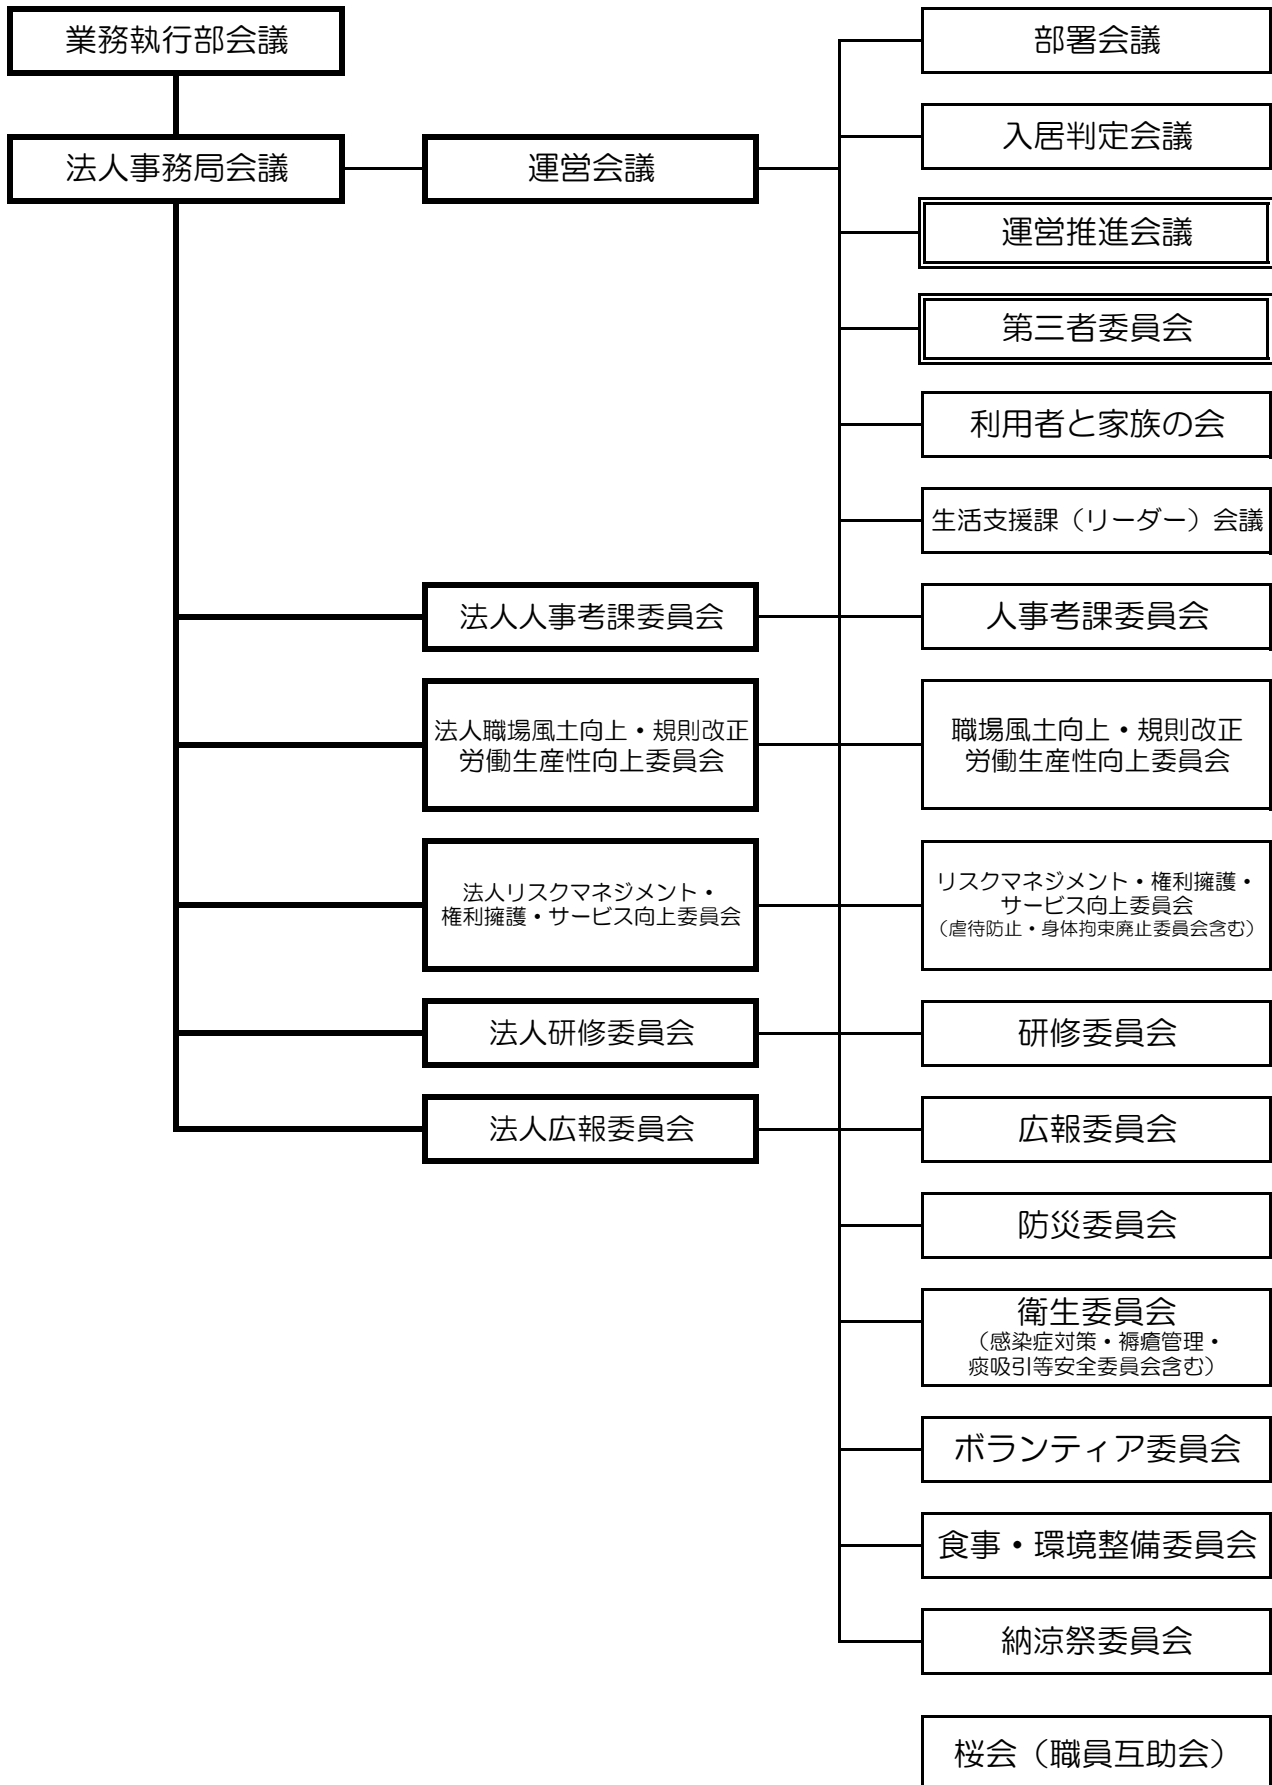 業務執行部会議
法人事務局会議
運営会議
部署会議
入居判定会議
運営推進会議
第三者委員会
利用者と家族の会
生活支援課（リーダー）会議
法人人事考課委員会
人事考課委員会
法人職場風土向上・規則改正
労働生産性向上委員会
職場風土向上・規則改正
労働生産性向上委員会
法人リスクマネジメント・
権利擁護・サービス向上委員会
リスクマネジメント・権利擁護・
サービス向上委員会
（虐待防止・身体拘束廃止委員会含む）
法人研修委員会
研修委員会
法人広報委員会
広報委員会
防災委員会
衛生委員会
（感染症対策・褥瘡管理・
痰吸引等安全委員会含む）
ボランティア委員会
食事・環境整備委員会
納涼祭委員会
桜会（職員互助会）